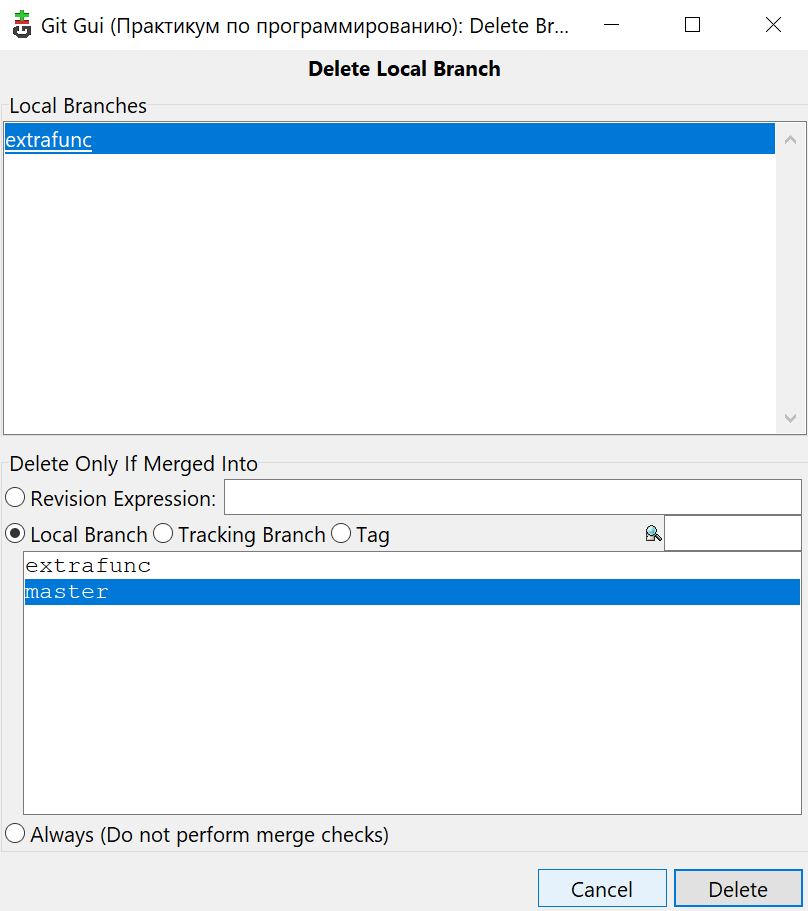 Git Gui (Практикум по программированию): Delete Br...
Delete Local Branch
Local Branches
extrafunc
Delete Only If Merged Into
Revision Expression:
Local Branch Tracking Branch Tag
extrafunc
master
Always (Do not perform merge checks)
Cancel Delete